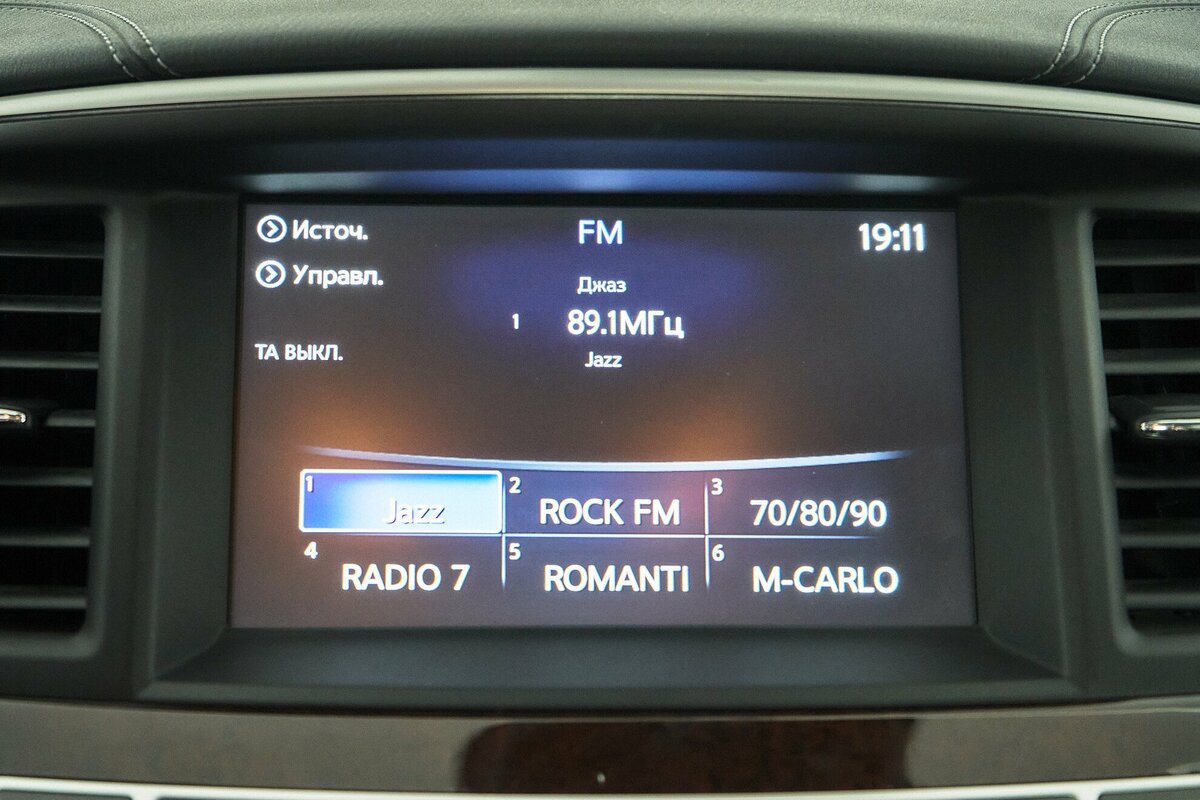 Источ.
FM
19:11
Управл.
Джаз
1 89.1МГц
ТА ВЫКЛ.
Jazz
1 Jazz
2 ROCK FM
3 70/80/90
4 RADIO 7
5 ROMANTI
6 M-CARLO